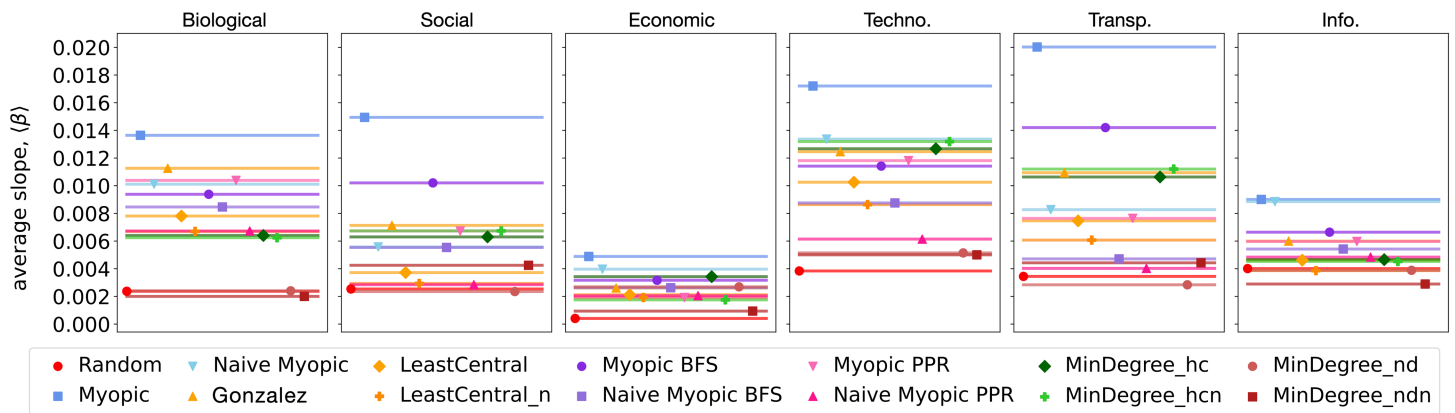 Biological Social Economic Techno. Transp. Info.
average slope, ⟨β⟩
0.020
0.018
0.016
0.014
0.012
0.010
0.008
0.006
0.004
0.002
0.000
Random Naive Myopic LeastCentral Myopic BFS Myopic PPR MinDegree_hc MinDegree_nd
Myopic Gonzalez LeastCentral_n Naive Myopic BFS Naive Myopic PPR MinDegree_hcn MinDegree_ndn